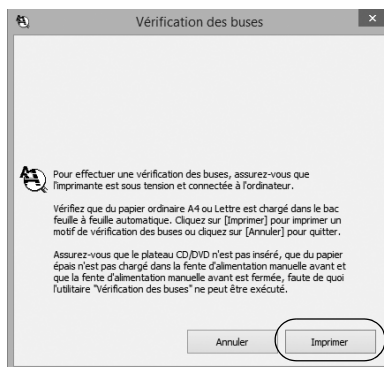 Vérification des buses
Pour effectuer une vérification des buses, assurez-vous que
l'imprimante est sous tension et connectée à l'ordinateur.
Vérifiez que du papier ordinaire A4 ou Lettre est chargé dans le bac
feuille à feuille automatique. Cliquez sur [Imprimer] pour imprimer un
motif de vérification des buses ou cliquez sur [Annuler] pour quitter.
Assurez-vous que le plateau CD/DVD n'est pas inséré, que du papier
épais n'est pas chargé dans la fente d'alimentation manuelle avant et
que la fente d'alimentation manuelle avant est fermée, faute de quoi
l'utilitaire "Vérification des buses" ne peut être exécuté.
Annuler
Imprimer